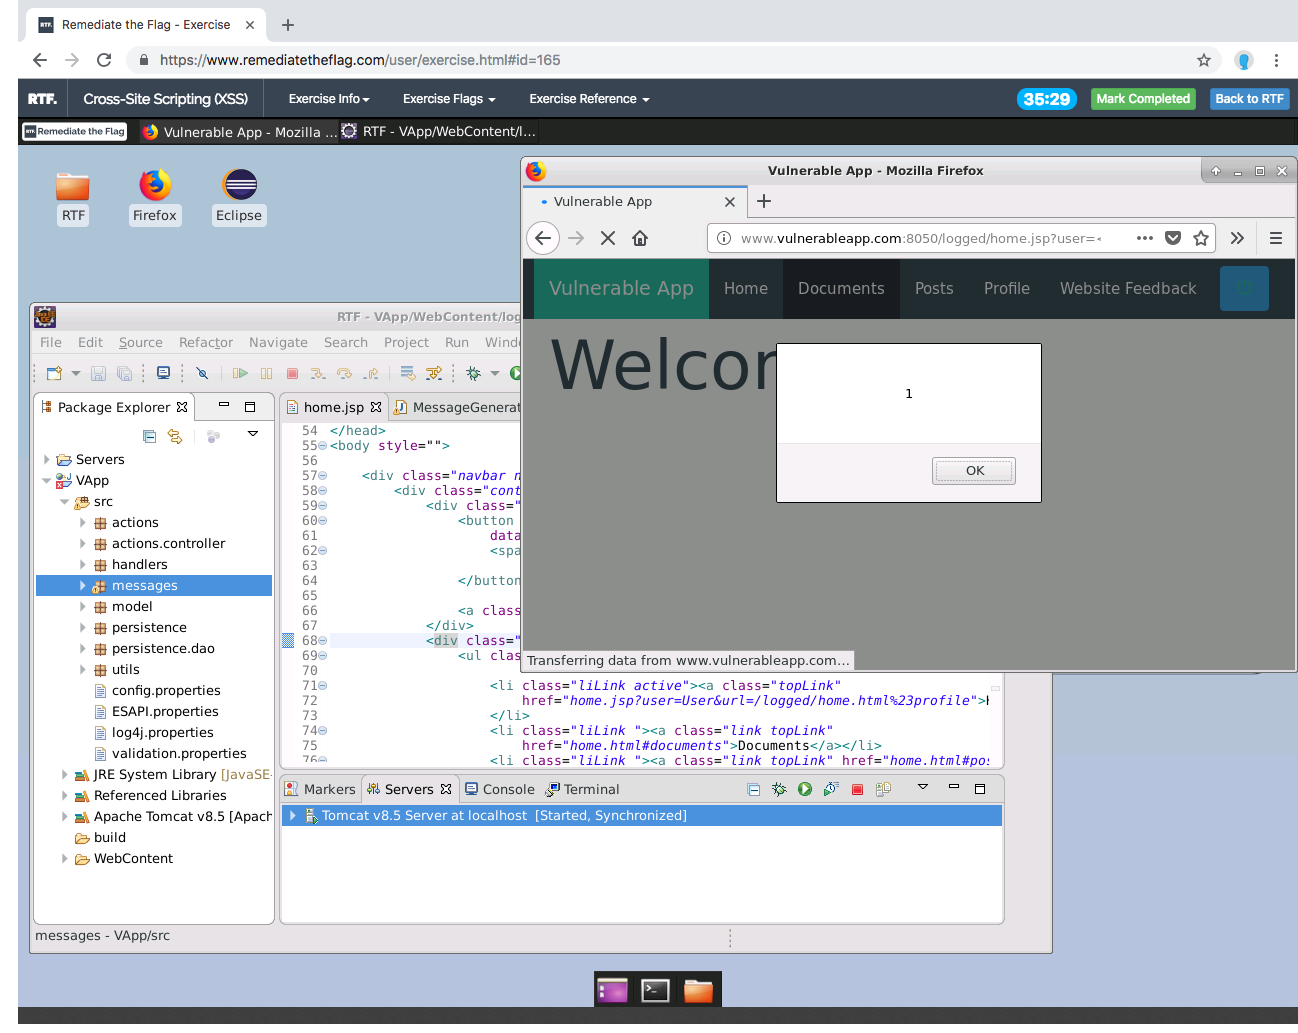 Remediate the Flag - Exercise
https://www.remediatetheflag.com/user/exercise.html#id=165
RTF. Cross-Site Scripting (XSS) Exercise Info Exercise Flags Exercise Reference 35:29 Mark Completed Back to RTF
Remediate the Flag Vulnerable App - Mozilla ... RTF - VApp/WebContent/l...
RTF Firefox Eclipse
Vulnerable App - Mozilla Firefox
Vulnerable App
www.vulnerableapp.com:8050/logged/home.jsp?user=<
Vulnerable App Home Documents Posts Profile Website Feedback
Welcor
1
OK
Transferring data from www.vulnerableapp.com...
RTF - VApp/WebContent/log
File Edit Source Refactor Navigate Search Project Run Wind
Package Explorer
Servers
VApp
src
actions
actions.controller
handlers
messages
model
persistence
persistence.dao
utils
config.properties
ESAPI.properties
log4j.properties
validation.properties
JRE System Library [JavaSE-
Referenced Libraries
Apache Tomcat v8.5 [Apach
build
WebContent
home.jsp MessageGenerat
54 </head>
55 <body style="">
56
57 <div class="navbar n
58 <div class="cont
59 <div class="
60 <button
61 data
62 <spa
63
64 </button
65
66 <a class
67 </div>
68 <div class="
69 <ul clas
70
71 <li class="liLink active"><a class="topLink"
72 href="home.jsp?user=User&url=/logged/home.html%23profile">
73 </li>
74 <li class="liLink "><a class="link topLink"
75 href="home.html#documents">Documents</a></li>
76 <li class="liLink "><a class="link topLink" href="home.html#pos
Markers Servers Console Terminal
Tomcat v8.5 Server at localhost [Started, Synchronized]
messages - VApp/src